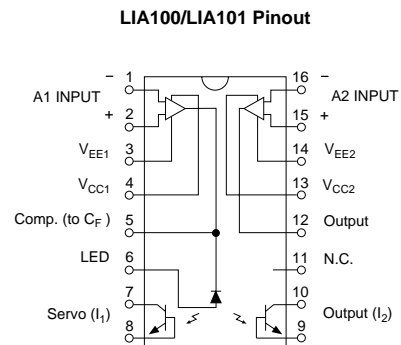 LIA100/LIA101 Pinout
− 1 16 −
A1 INPUT A2 INPUT
+ 2 15 +
VEE1 3 14 VEE2
VCC1 4 13 VCC2
Comp. (to CF ) 5 12 Output
LED 6 11 N.C.
7 10
Servo (I1) Output (I2)
8 9